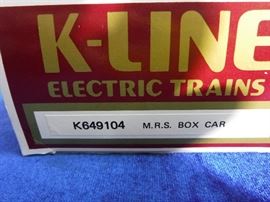 K-LINE
ELECTRIC TRAINS
K649104 M.R.S. BOX CAR